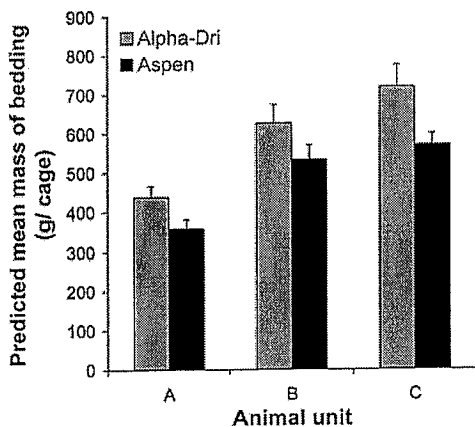 Predicted mean mass of bedding
(g/ cage)
900
800
700
600
500
400
300
200
100
0
Alpha-Dri
Aspen
A
B
C
Animal unit